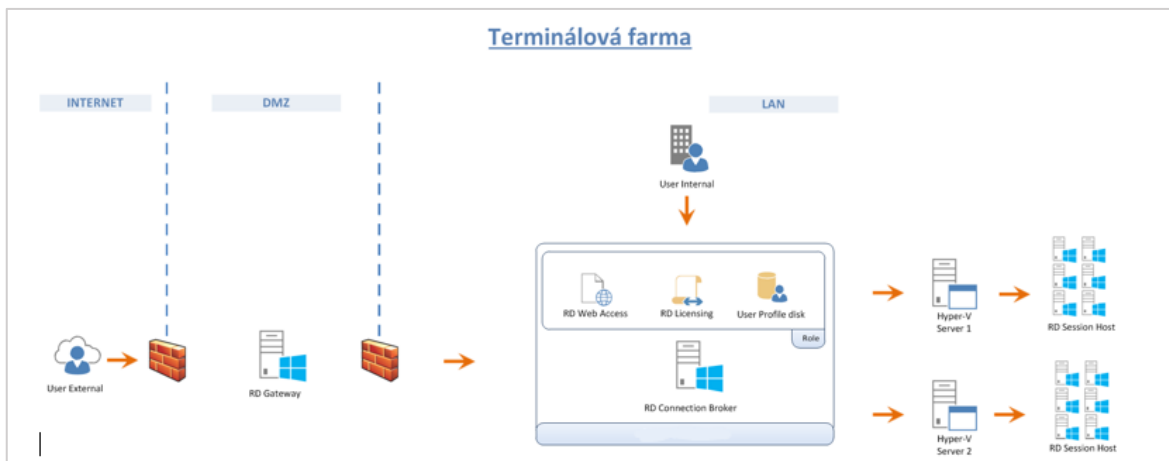 Terminálová farma
INTERNET
DMZ
LAN
User Internal
RD Web Access
RD Licensing
User Profile disk
Role
RD Connection Broker
User External
RD Gateway
Hyper-V
Server 1
RD Session Host
Hyper-V
Server 2
RD Session Host